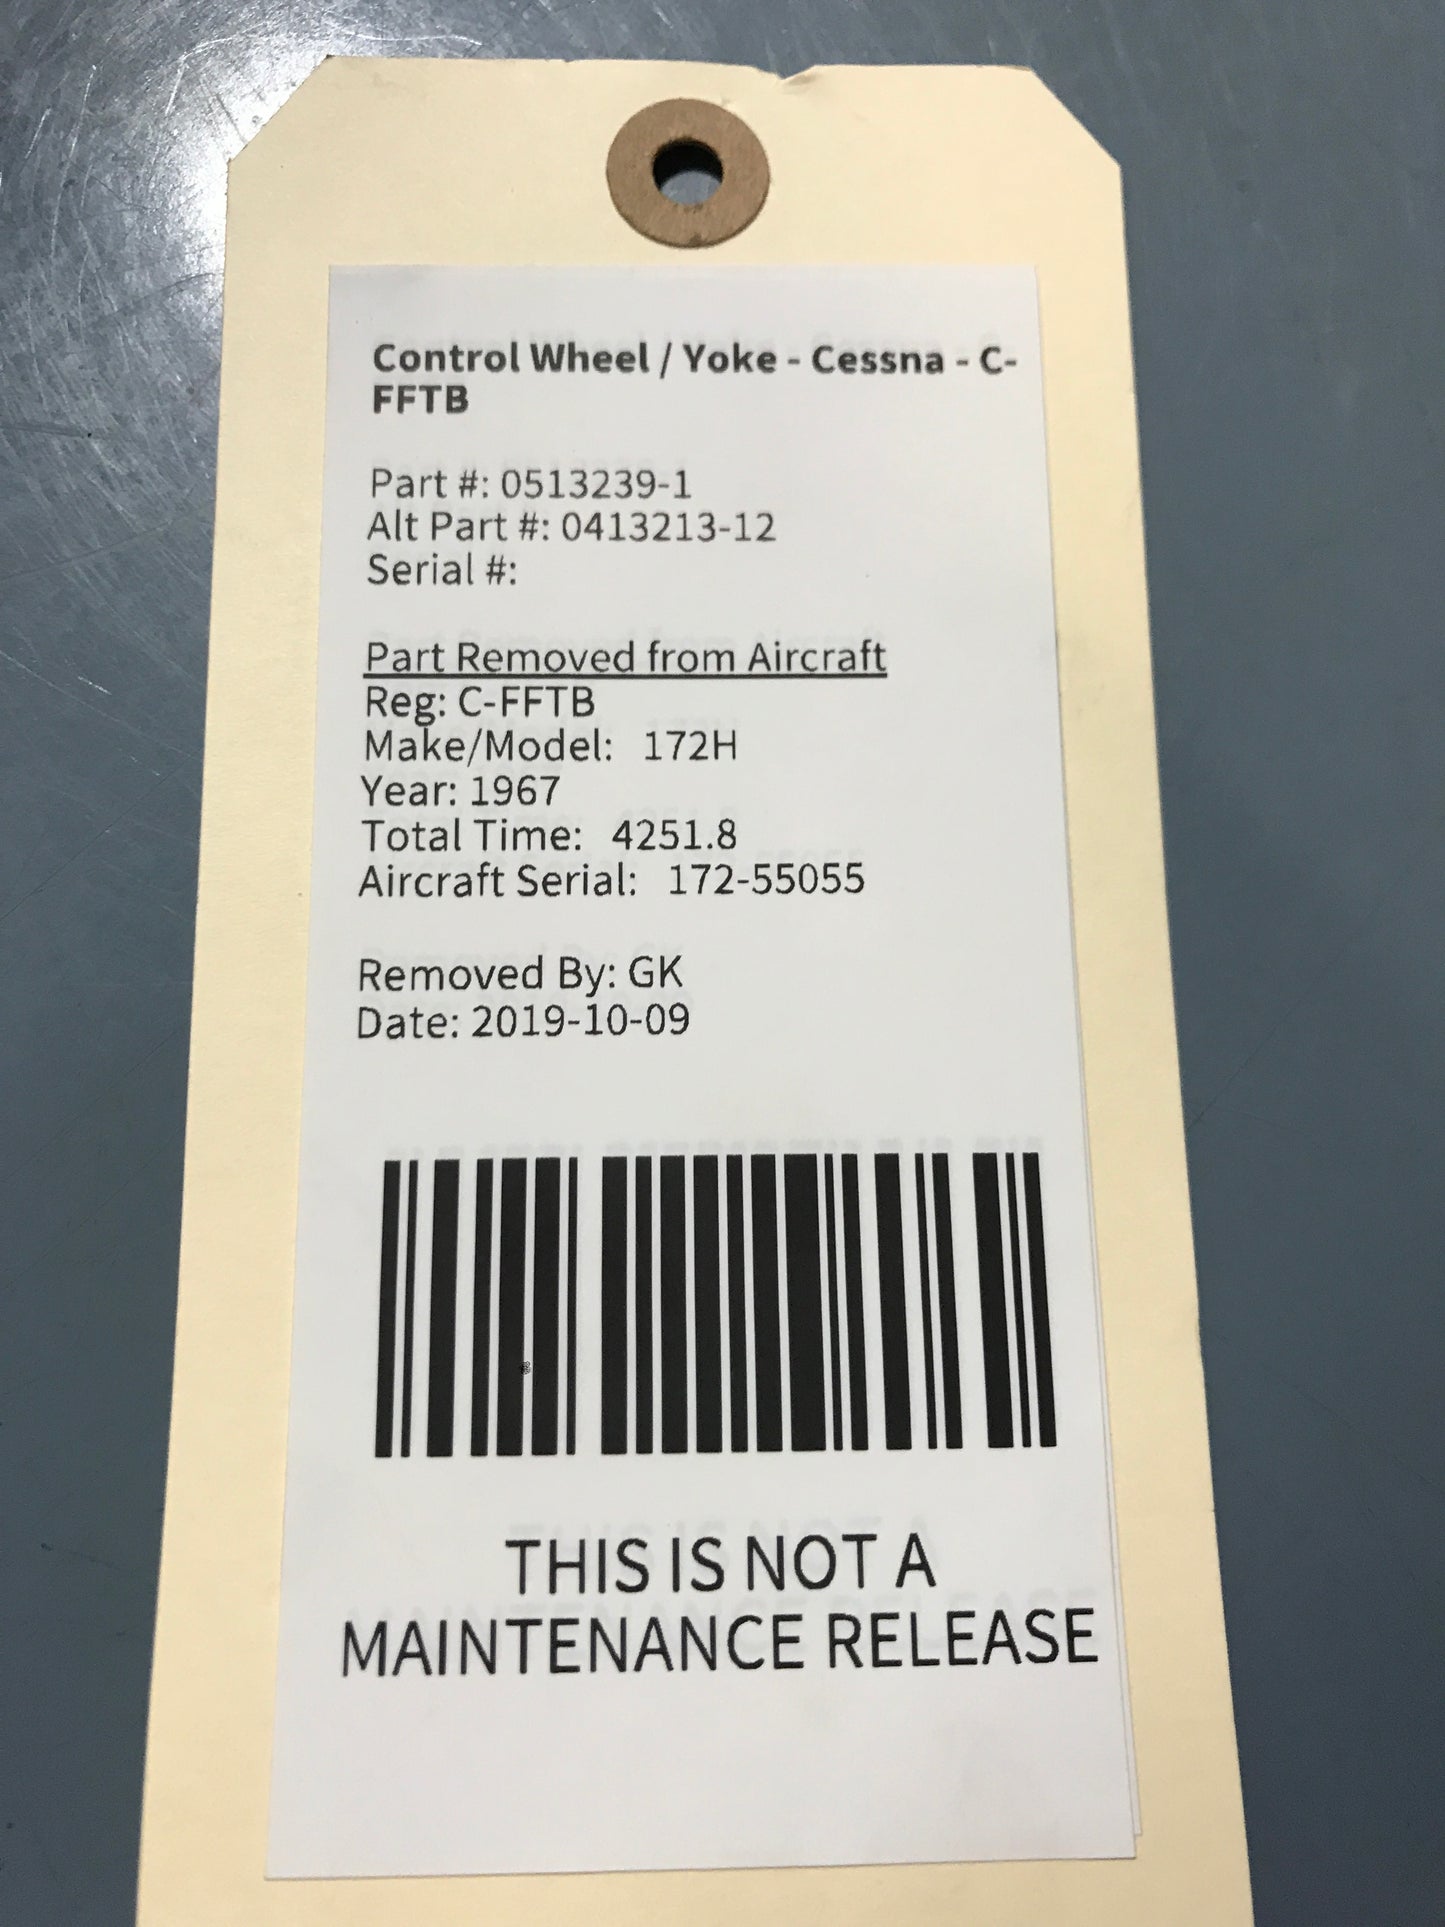 Control Wheel / Yoke - Cessna - C-
FFTB
Part #: 0513239-1
Alt Part #: 0413213-12
Serial #:
Part Removed from Aircraft
Reg: C-FFTB
Make/Model: 172H
Year: 1967
Total Time: 4251.8
Aircraft Serial: 172-55055
Removed By: GK
Date: 2019-10-09
THIS IS NOT A
MAINTENANCE RELEASE